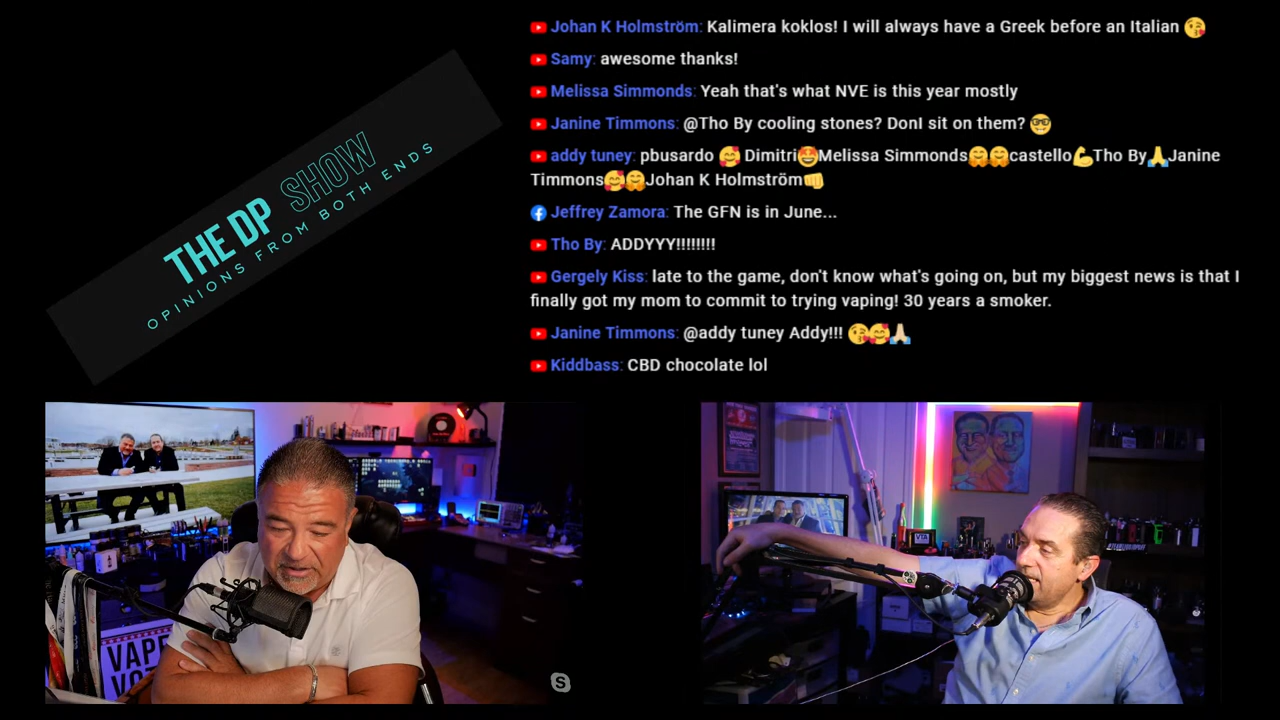 Johan K Holmström: Kalimera koklos! I will always have a Greek before an Italian 😘
Samy: awesome thanks!
Melissa Simmonds: Yeah that's what NVE is this year mostly
Janine Timmons: @Tho By cooling stones? DonI sit on them? 🤓
addy tuney: pbusardo 🥰 Dimitri🤩Melissa Simmonds🤗🤗castello💪Tho By🙏Janine
Timmons🥰🤗Johan K Holmström👊
Jeffrey Zamora: The GFN is in June...
Tho By: ADDYYY!!!!!!!!
Gergely Kiss: late to the game, don't know what's going on, but my biggest news is that I
finally got my mom to commit to trying vaping! 30 years a smoker.
Janine Timmons: @addy tuney Addy!!! 😘🥰🙏🏻
Kiddbass: CBD chocolate lol
THE DP SHOW
OPINIONS FROM BOTH ENDS
VAPE
VTA
S